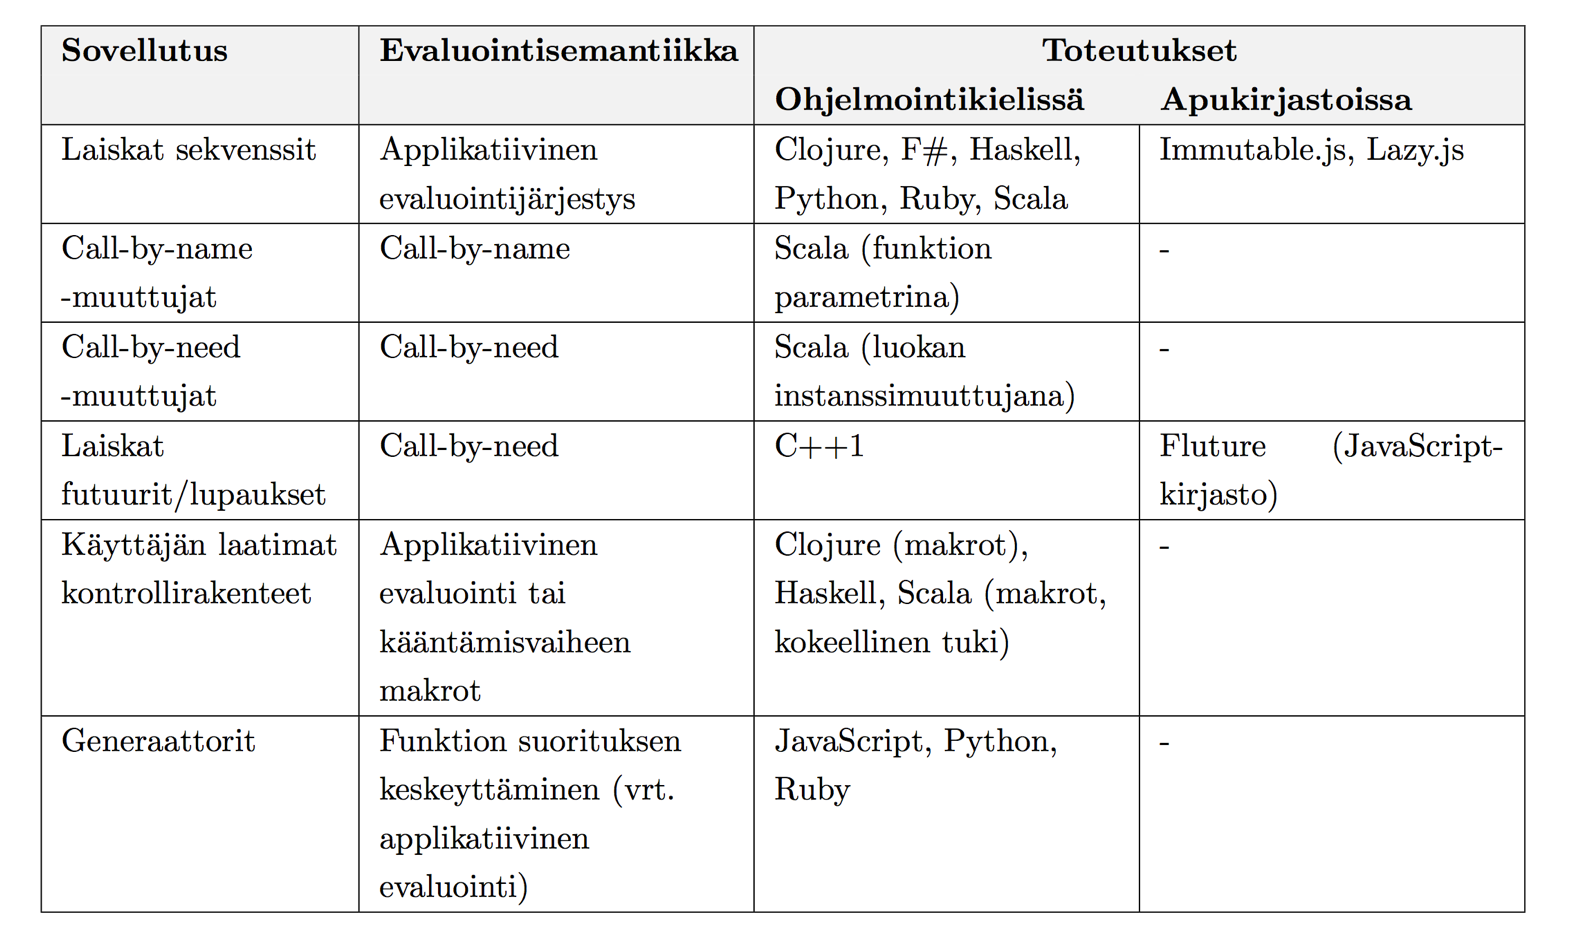 Sovellutus
Evaluointisemantiikka
Toteutukset
Ohjelmointikielissä
Apukirjastoissa
Laiskat sekvenssit
Applikatiivinen
evaluointijärjestys
Clojure, F#, Haskell,
Python, Ruby, Scala
Immutable.js, Lazy.js
Call-by-name
-muuttujat
Call-by-name
Scala (funktion
parametrina)
-
Call-by-need
-muuttujat
Call-by-need
Scala (luokan
instanssimuuttujana)
-
Laiskat
futuurit/lupaukset
Call-by-need
C++1
Fluture (JavaScript-
kirjasto)
Käyttäjän laatimat
kontrollirakenteet
Applikatiivinen
evaluointi tai
kääntämisvaiheen
makrot
Clojure (makrot),
Haskell, Scala (makrot,
kokeellinen tuki)
-
Generaattorit
Funktion suorituksen
keskeyttäminen (vrt.
applikatiivinen
evaluointi)
JavaScript, Python,
Ruby
-